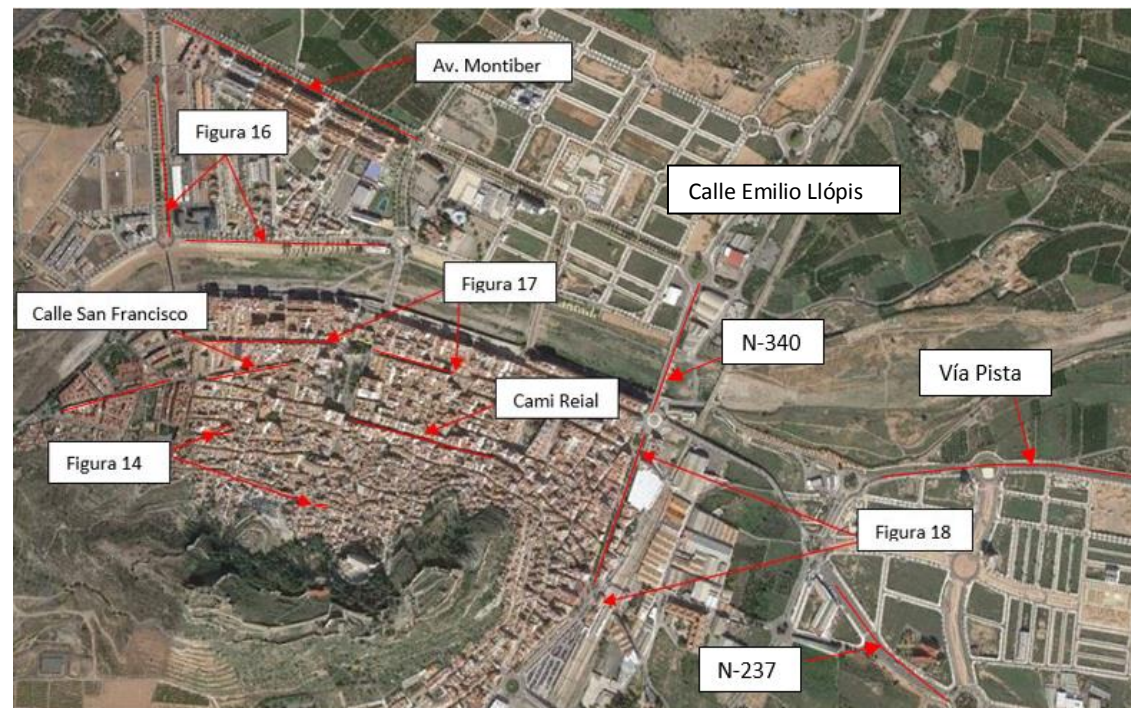 Av. Montiber
Figura 16
Calle Emilio Llópis
Figura 17
Calle San Francisco
N-340
Vía Pista
Cami Reial
Figura 14
Figura 18
N-237